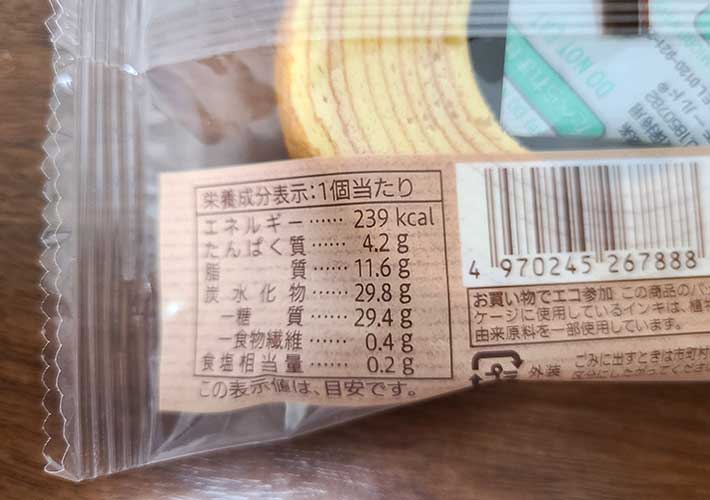 DO NOT EAT
栄養成分表示:1個当たり
エネルギー…… 239 kcal
たんぱく質…… 4.2 g
脂質…… 11.6 g
炭水化物…… 29.8 g
―糖質…… 29.4 g
―食物繊維…… 0.4 g
食塩相当量…… 0.2 g
この表示値は、目安です。
4 970245 267888
お買い物でエコ参加 この商品のパッ
ケージに使用しているインキは、植物
由来原料を一部使用しています。
外装
ごみに出すときは市町村